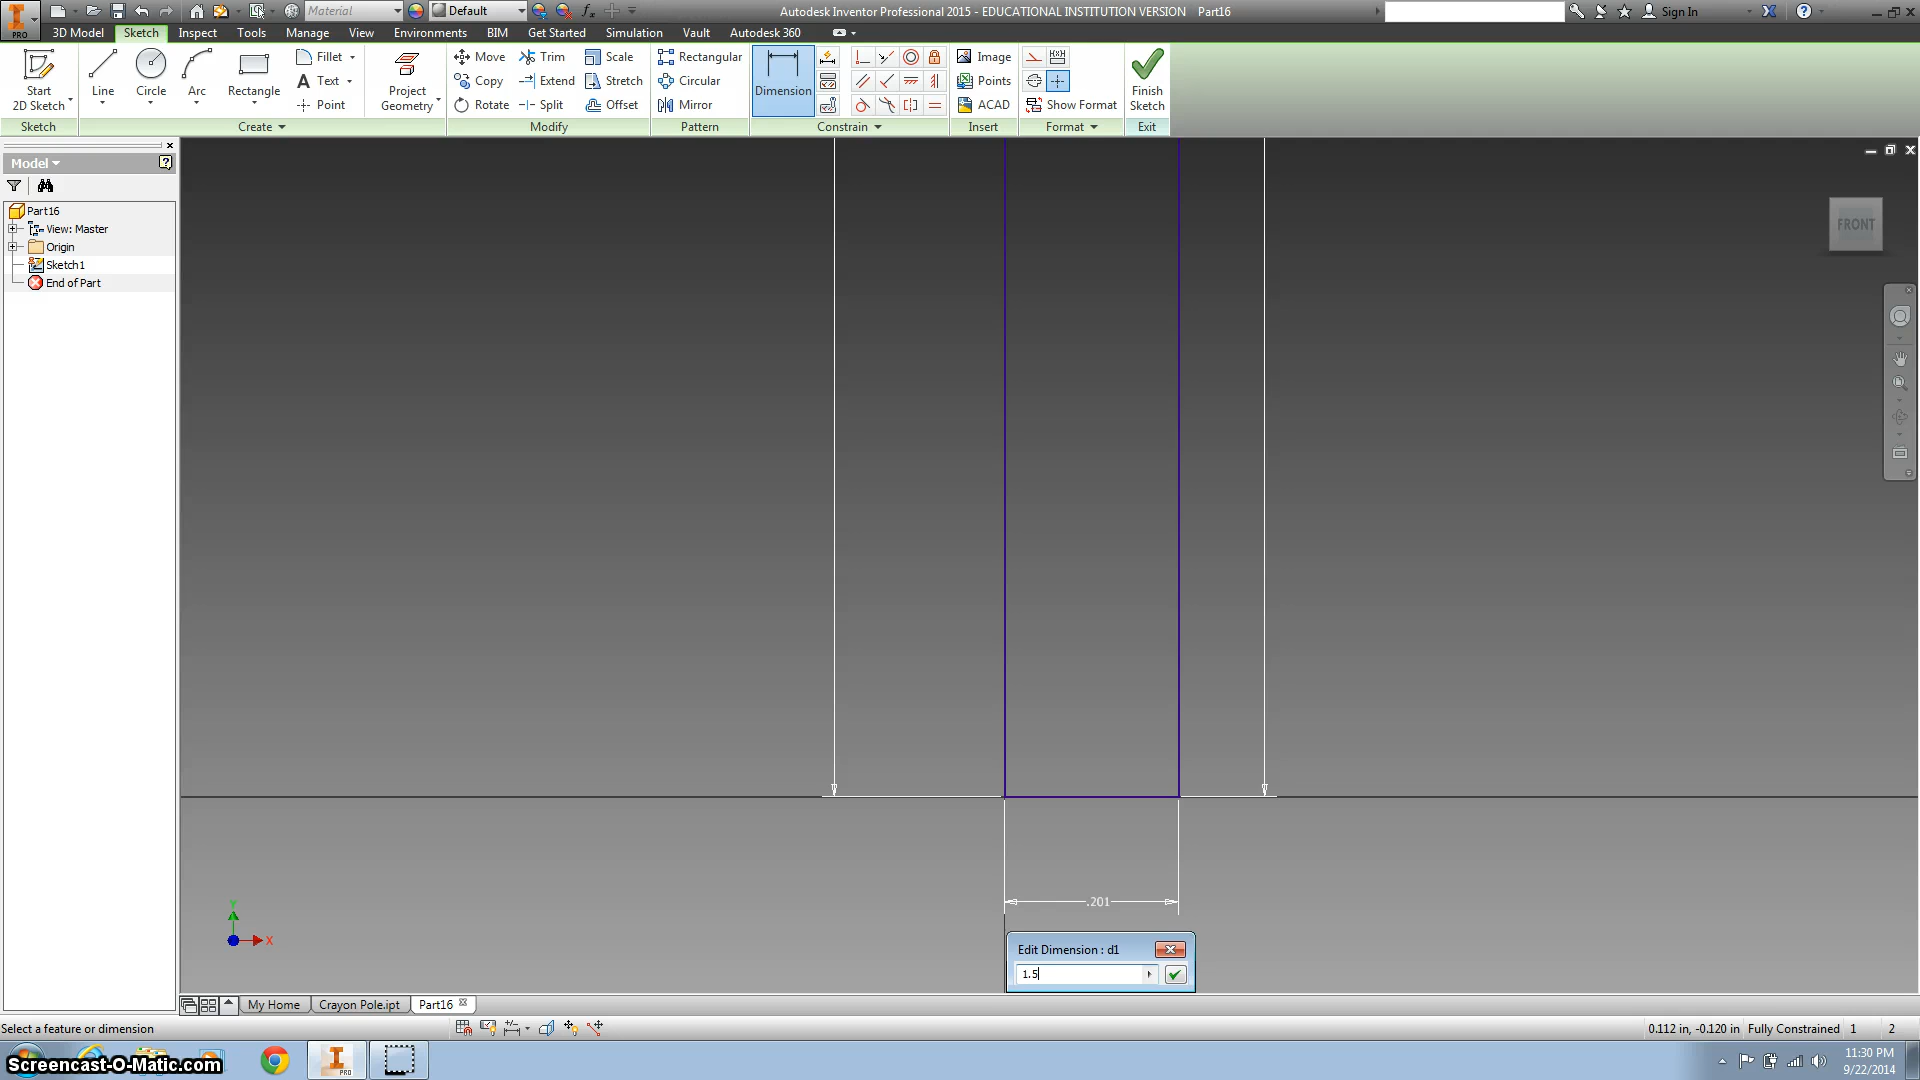 Material
Default
Autodesk Inventor Professional 2015 - EDUCATIONAL INSTITUTION VERSION Part16
Sign In
PRO
3D Model Sketch Inspect Tools Manage View Environments BIM Get Started Simulation Vault Autodesk 360
Start
2D Sketch
Line
Circle
Arc
Rectangle
Fillet
Text
Point
Project
Geometry
Move
Copy
Rotate
Trim
Extend
Split
Scale
Stretch
Offset
Rectangular
Circular
Mirror
Dimension
Image
Points
ACAD
Show Format
Finish
Sketch
Sketch Create Modify Pattern Constrain Insert Format Exit
Model
Part16
View: Master
Origin
Sketch1
End of Part
FRONT
.201
Y
X
Edit Dimension : d1
1.5
My Home Crayon Pole.ipt Part16
Select a feature or dimension
0.112 in, -0.120 in Fully Constrained 1 2
Screencast-O-Matic.com
PRO
11:30 PM
9/22/2014